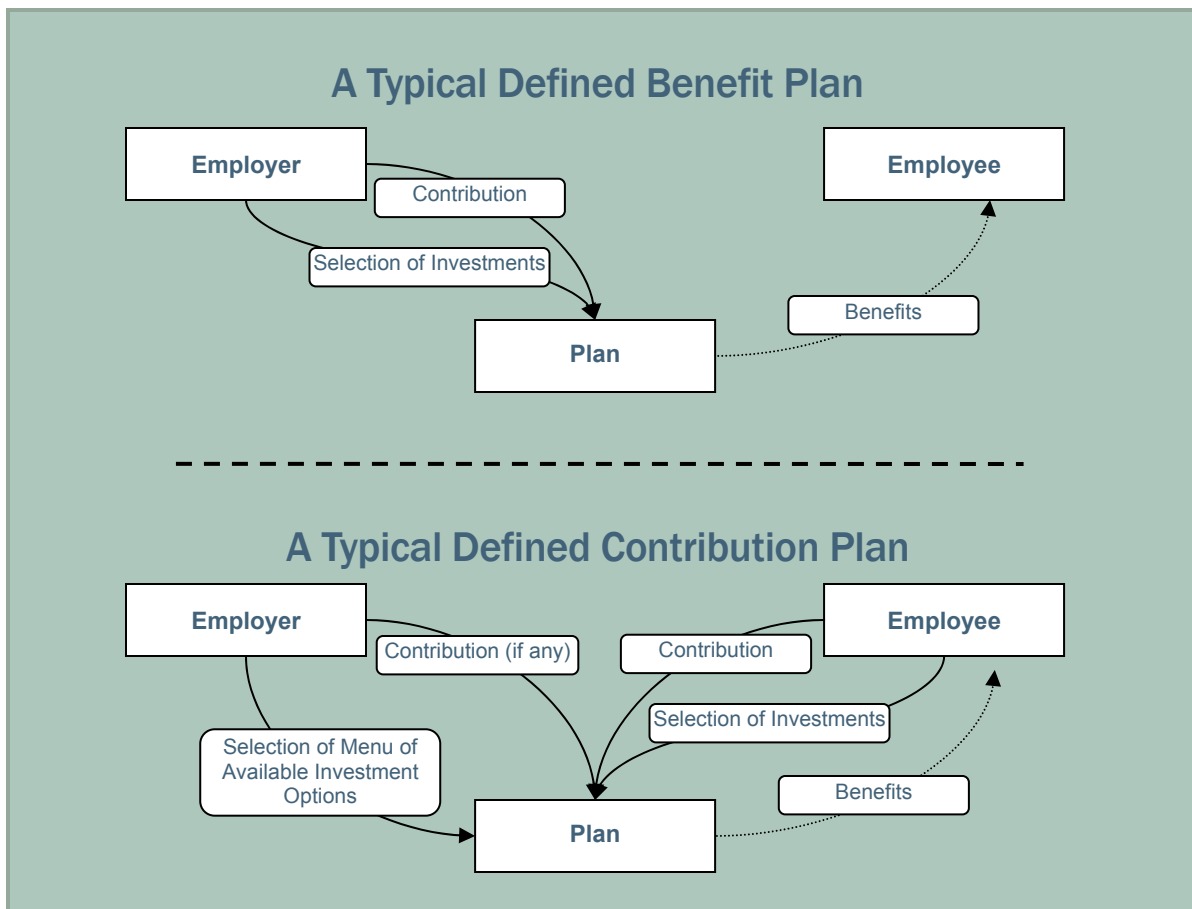 A Typical Defined Benefit Plan
Employer
Employee
Contribution
Selection of Investments
Benefits
Plan
A Typical Defined Contribution Plan
Employer
Employee
Contribution (if any)
Contribution
Selection of Investments
Selection of Menu of
Available Investment
Options
Benefits
Plan